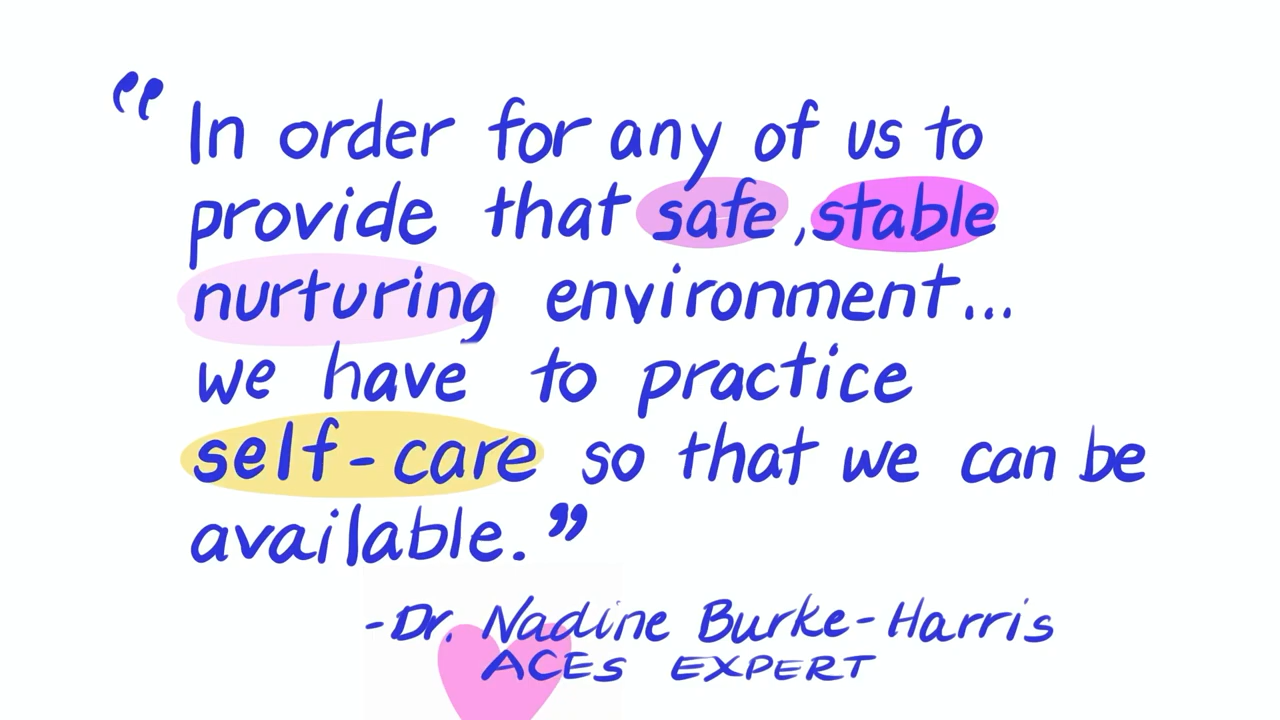 “In order for any of us to
provide that safe, stable
nurturing environment...
we have to practice
self-care so that we can be
available.”
-Dr. Nadine Burke-Harris
ACEs EXPERT